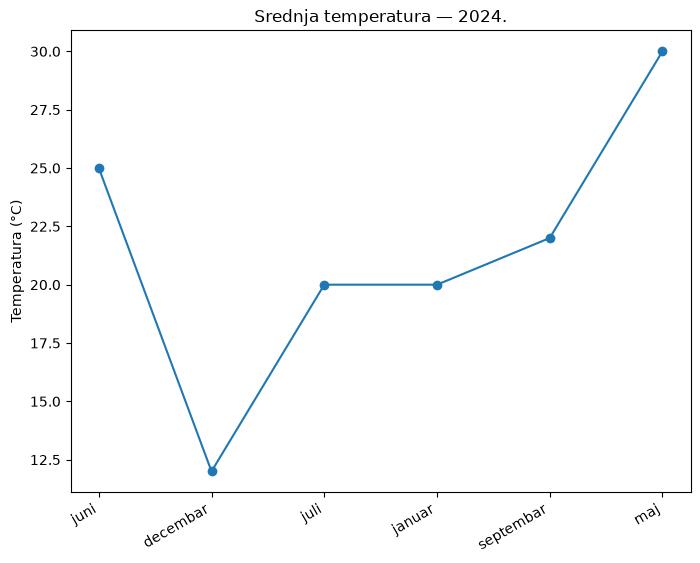 Srednja temperatura — 2024.
Temperatura (°C)
30.0
27.5
25.0
22.5
20.0
17.5
15.0
12.5
juni
decembar
juli
januar
septembar
maj